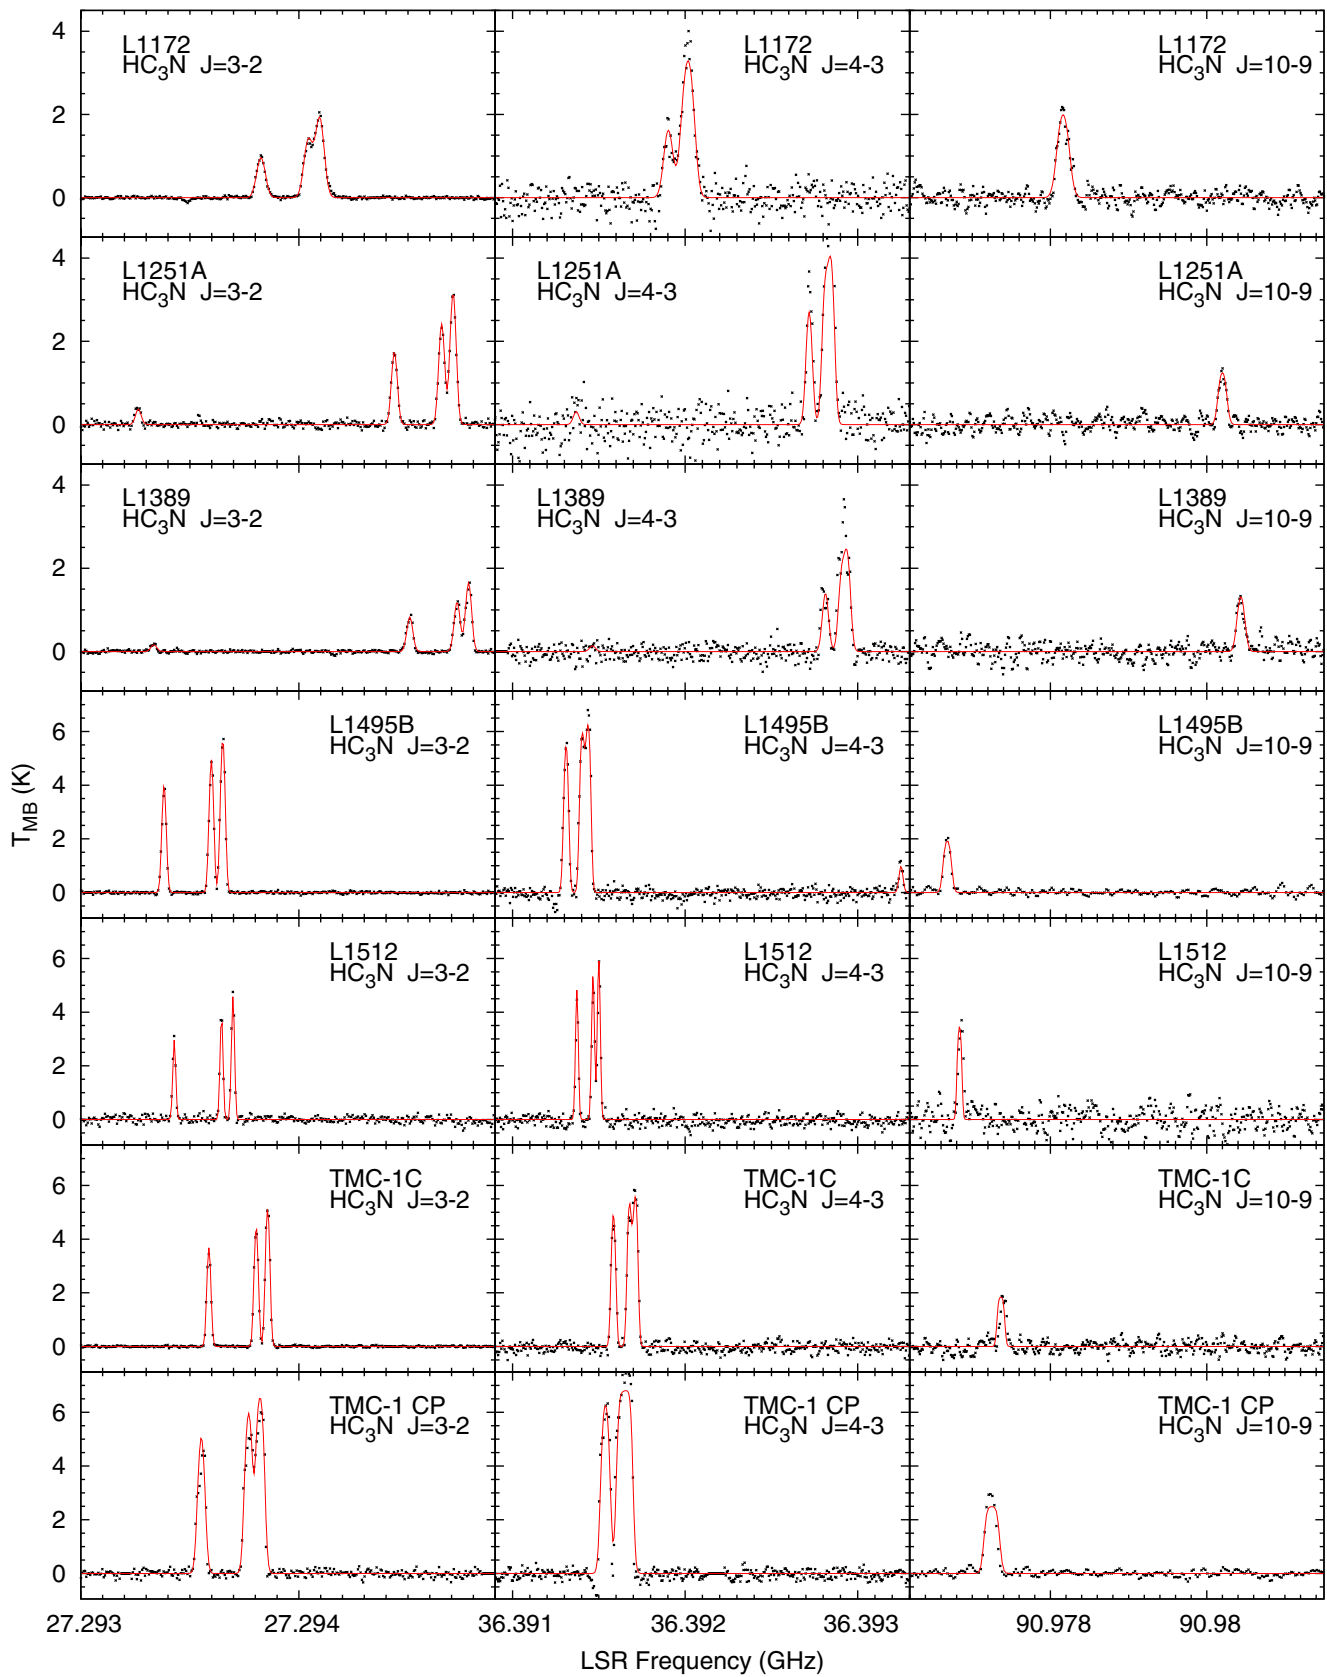 L1172
HC3N J=3-2
L1172
HC3N J=4-3
L1172
HC3N J=10-9
4
2
0
L1251A
HC3N J=3-2
L1251A
HC3N J=4-3
L1251A
HC3N J=10-9
4
2
0
L1389
HC3N J=3-2
L1389
HC3N J=4-3
L1389
HC3N J=10-9
4
2
0
L1495B
HC3N J=3-2
L1495B
HC3N J=4-3
L1495B
HC3N J=10-9
6
4
2
0
TMB (K)
L1512
HC3N J=3-2
L1512
HC3N J=4-3
L1512
HC3N J=10-9
6
4
2
0
TMC-1C
HC3N J=3-2
TMC-1C
HC3N J=4-3
TMC-1C
HC3N J=10-9
6
4
2
0
TMC-1 CP
HC3N J=3-2
TMC-1 CP
HC3N J=4-3
TMC-1 CP
HC3N J=10-9
6
4
2
0
27.293 27.294 36.391 36.392 36.393 90.978 90.98
LSR Frequency (GHz)